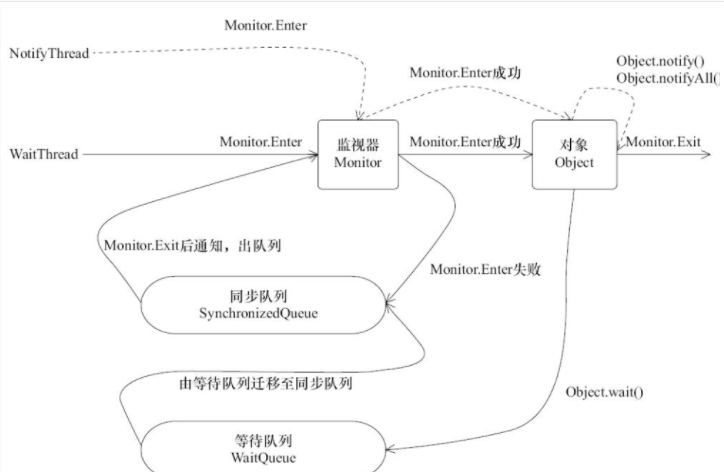 Monitor.Enter
NotifyThread
Object.notify()
Object.notifyAll()
Monitor.Enter成功
WaitThread
Monitor.Enter
监视器
Monitor
Monitor.Enter成功
对象
Object
Monitor.Exit
Monitor.Exit后通知，出队列
Monitor.Enter失败
同步队列
SynchronizedQueue
由等待队列迁移至同步队列
Object.wait()
等待队列
WaitQueue